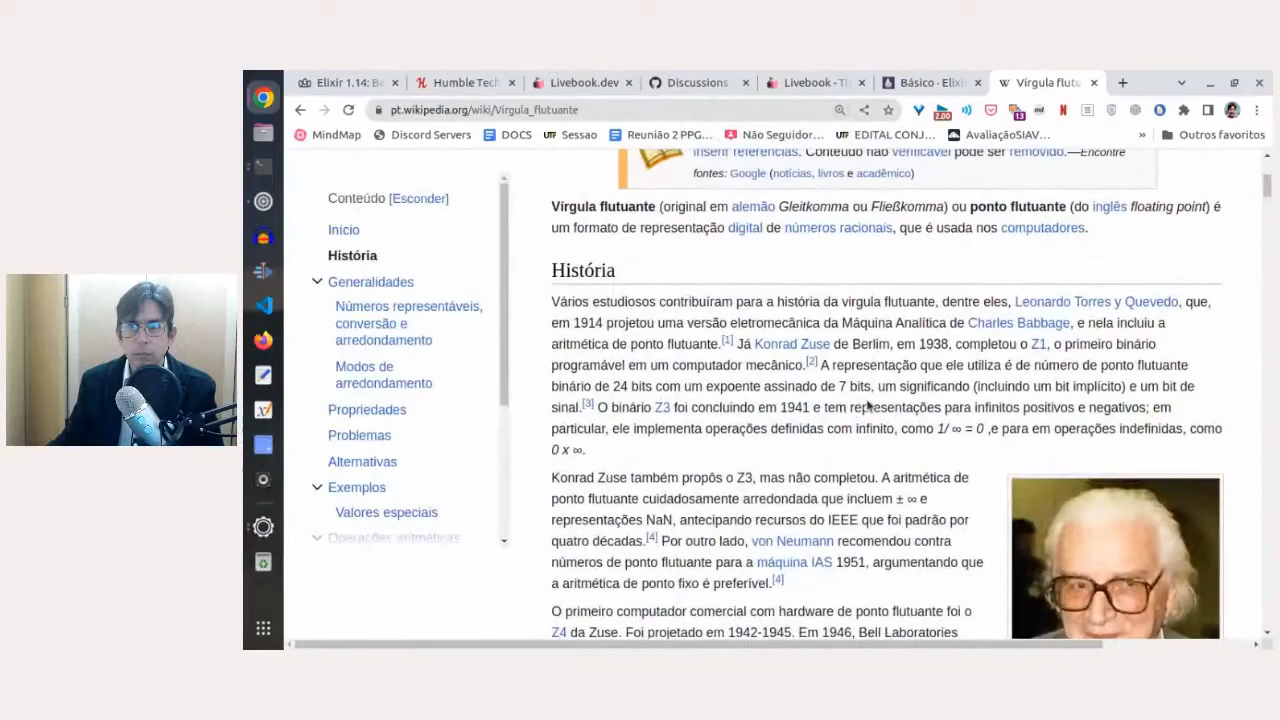 Elixir 1.14: Be
Humble Tech
Livebook.dev
Discussions
Livebook - Ti
Básico · Elixi
W Vírgula flutu
pt.wikipedia.org/wiki/Vírgula_flutuante
2.00
13
MindMap
Discord Servers
DOCS
UTF Sessao
Reunião 2 PPG...
Não Seguidor...
UTF EDITAL CONJ...
AvaliaçãoSIAV...
» Outros favoritos
inserir referências. Conteúdo não verificável pode ser removido.—Encontre
fontes: Google (notícias, livros e acadêmico)
Conteúdo [Esconder]
Início
História
Generalidades
Números representáveis,
conversão e
arredondamento
Modos de
arredondamento
Propriedades
Problemas
Alternativas
Exemplos
Valores especiais
Operações aritméticas
Vírgula flutuante (original em alemão Gleitkomma ou Fließkomma) ou ponto flutuante (do inglês floating point) é
um formato de representação digital de números racionais, que é usada nos computadores.
História
Vários estudiosos contribuíram para a história da virgula flutuante, dentre eles, Leonardo Torres y Quevedo, que,
em 1914 projetou uma versão eletromecânica da Máquina Analítica de Charles Babbage, e nela incluiu a
aritmética de ponto flutuante.[1] Já Konrad Zuse de Berlim, em 1938, completou o Z1, o primeiro binário
programável em um computador mecânico.[2] A representação que ele utiliza é de número de ponto flutuante
binário de 24 bits com um expoente assinado de 7 bits, um significando (incluindo um bit implícito) e um bit de
sinal.[3] O binário Z3 foi concluindo em 1941 e tem representações para infinitos positivos e negativos; em
particular, ele implementa operações definidas com infinito, como 1/ ∞ = 0 ,e para em operações indefinidas, como
0 x ∞.
Konrad Zuse também propôs o Z3, mas não completou. A aritmética de
ponto flutuante cuidadosamente arredondada que incluem ± ∞ e
representações NaN, antecipando recursos do IEEE que foi padrão por
quatro décadas.[4] Por outro lado, von Neumann recomendou contra
números de ponto flutuante para a máquina IAS 1951, argumentando que
a aritmética de ponto fixo é preferível.[4]
O primeiro computador comercial com hardware de ponto flutuante foi o
Z4 da Zuse. Foi projetado em 1942-1945. Em 1946, Bell Laboratories